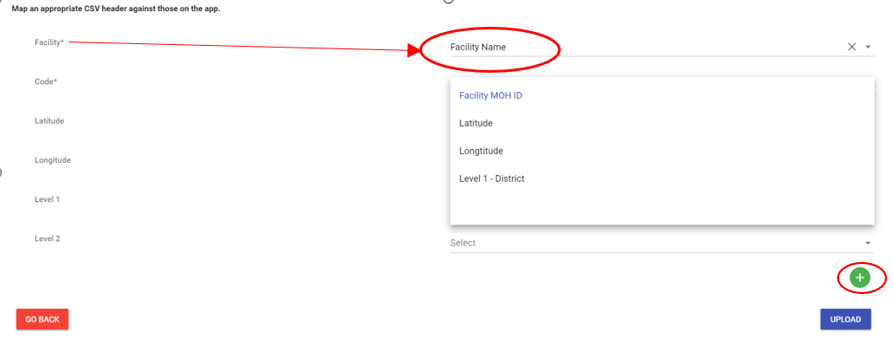 Map an appropriate CSV header against those on the app.
Facility*
Facility Name
Code*
Facility MOH ID
Latitude
Latitude
Longtitude
Longitude
Level 1 - District
Level 1
Level 2
Select
GO BACK
UPLOAD